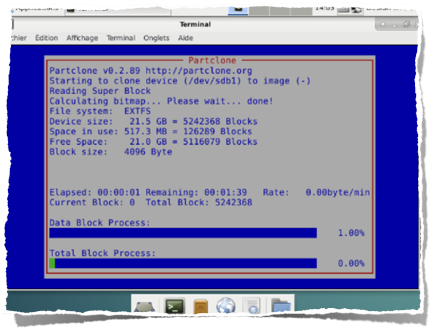 14:03
Terminal
chier Edition Affichage Terminal Onglets Aide
Partclone
Partclone v0.2.89 http://partclone.org
Starting to clone device (/dev/sdb1) to image (-)
Reading Super Block
Calculating bitmap... Please wait... done!
File system: EXTFS
Device size: 21.5 GB = 5242368 Blocks
Space in use: 517.3 MB = 126289 Blocks
Free Space: 21.0 GB = 5116079 Blocks
Block size: 4096 Byte
Elapsed: 00:00:01 Remaining: 00:01:39 Rate: 0.00byte/min
Current Block: 0 Total Block: 5242368
Data Block Process:
1.00%
Total Block Process:
0.00%